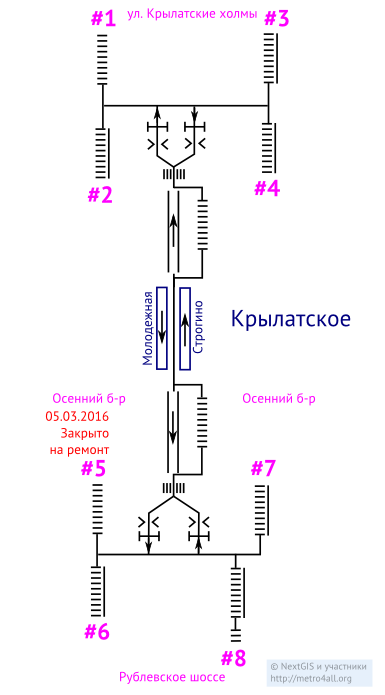 #1
ул. Крылатские холмы
#3
#2
#4
Молодежная
Строгино
Крылатское
Осенний б-р
Осенний б-р
05.03.2016
Закрыто
на ремонт
#5
#7
#6
#8
Рублевское шоссе
© NextGIS и участники
http://metro4all.org